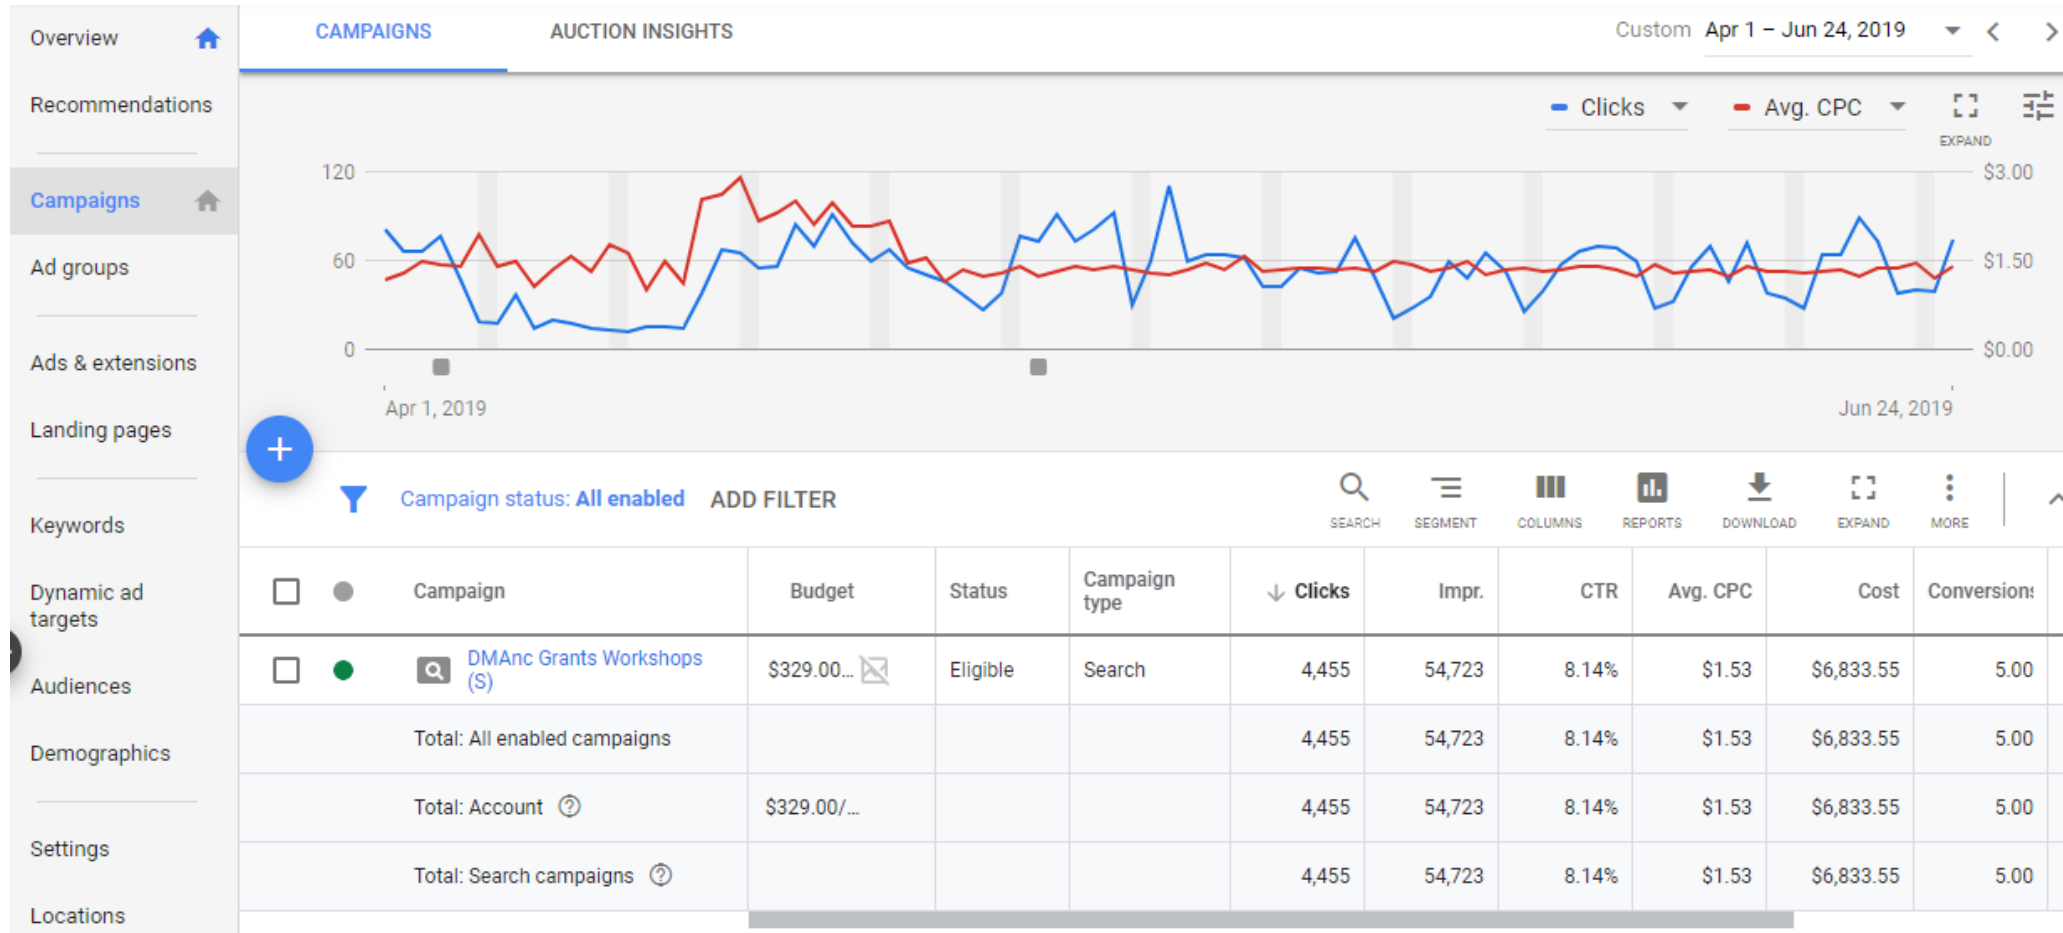 Overview
Recommendations
Campaigns
Ad groups
Ads & extensions
Landing pages
Keywords
Dynamic ad
targets
Audiences
Demographics
Settings
Locations
CAMPAIGNS AUCTION INSIGHTS Custom Apr 1 – Jun 24, 2019
Clicks Avg. CPC
EXPAND
120 $3.00
60 $1.50
0 $0.00
Apr 1, 2019 Jun 24, 2019
Campaign status: All enabled ADD FILTER
SEARCH SEGMENT COLUMNS REPORTS DOWNLOAD EXPAND MORE
Campaign Budget Status Campaign type Clicks Impr. CTR Avg. CPC Cost Conversions
DMAnc Grants Workshops (S) $329.00... Eligible Search 4,455 54,723 8.14% $1.53 $6,833.55 5.00
Total: All enabled campaigns 4,455 54,723 8.14% $1.53 $6,833.55 5.00
Total: Account $329.00/... 4,455 54,723 8.14% $1.53 $6,833.55 5.00
Total: Search campaigns 4,455 54,723 8.14% $1.53 $6,833.55 5.00